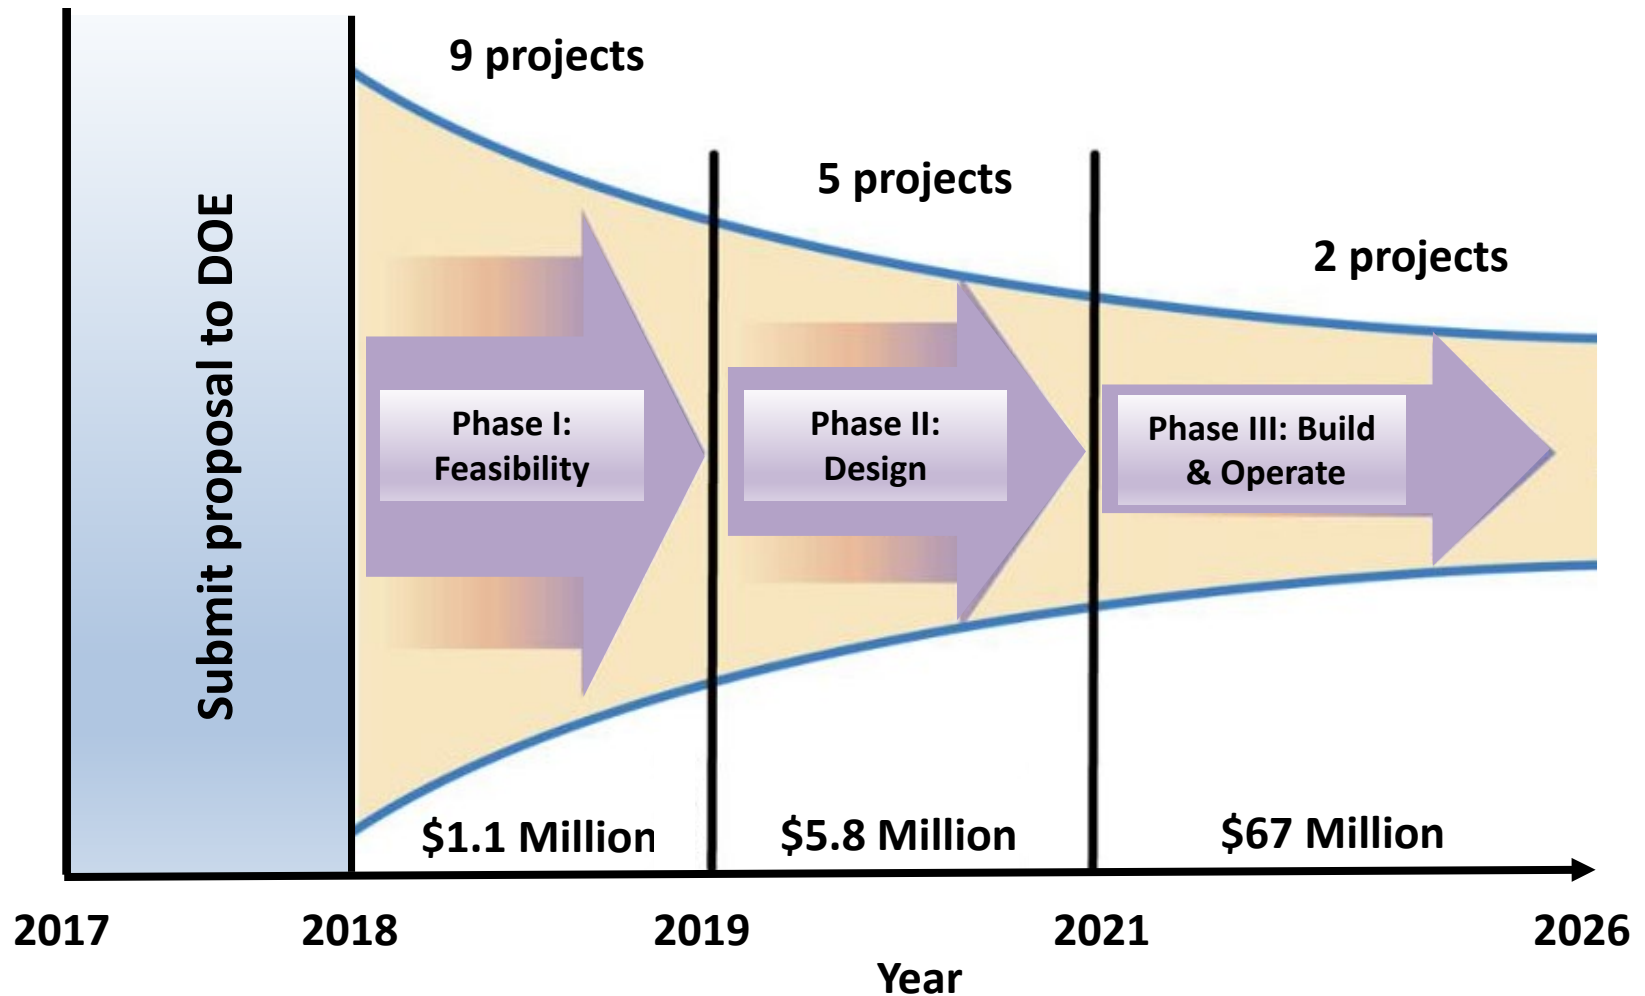 9 projects
5 projects
2 projects
Submit proposal to DOE
Phase I:
Feasibility
Phase II:
Design
Phase III: Build
& Operate
$1.1 Million
$5.8 Million
$67 Million
2017
2018
2019
2021
2026
Year